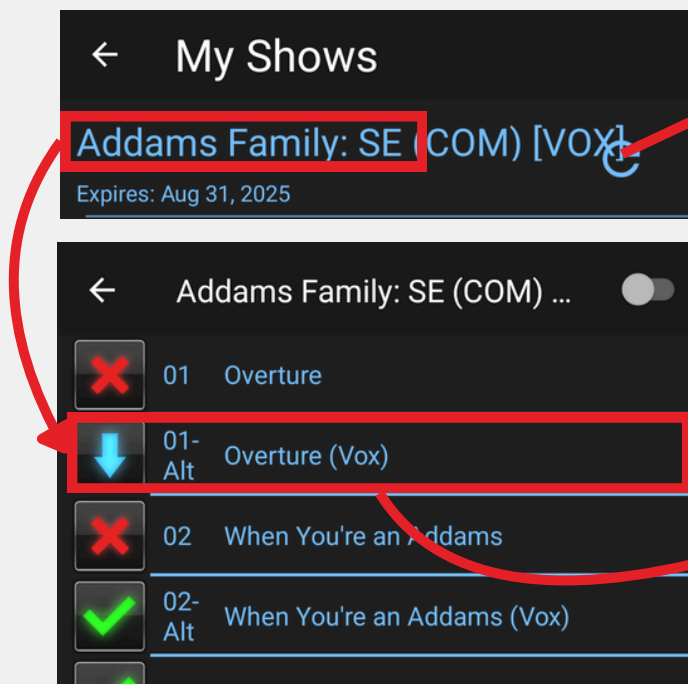 My Shows
Addams Family: SE (COM) [VOX]
Expires: Aug 31, 2025
Addams Family: SE (COM) ...
01 Overture
01-
Alt Overture (Vox)
02 When You're an Addams
02-
Alt When You're an Addams (Vox)